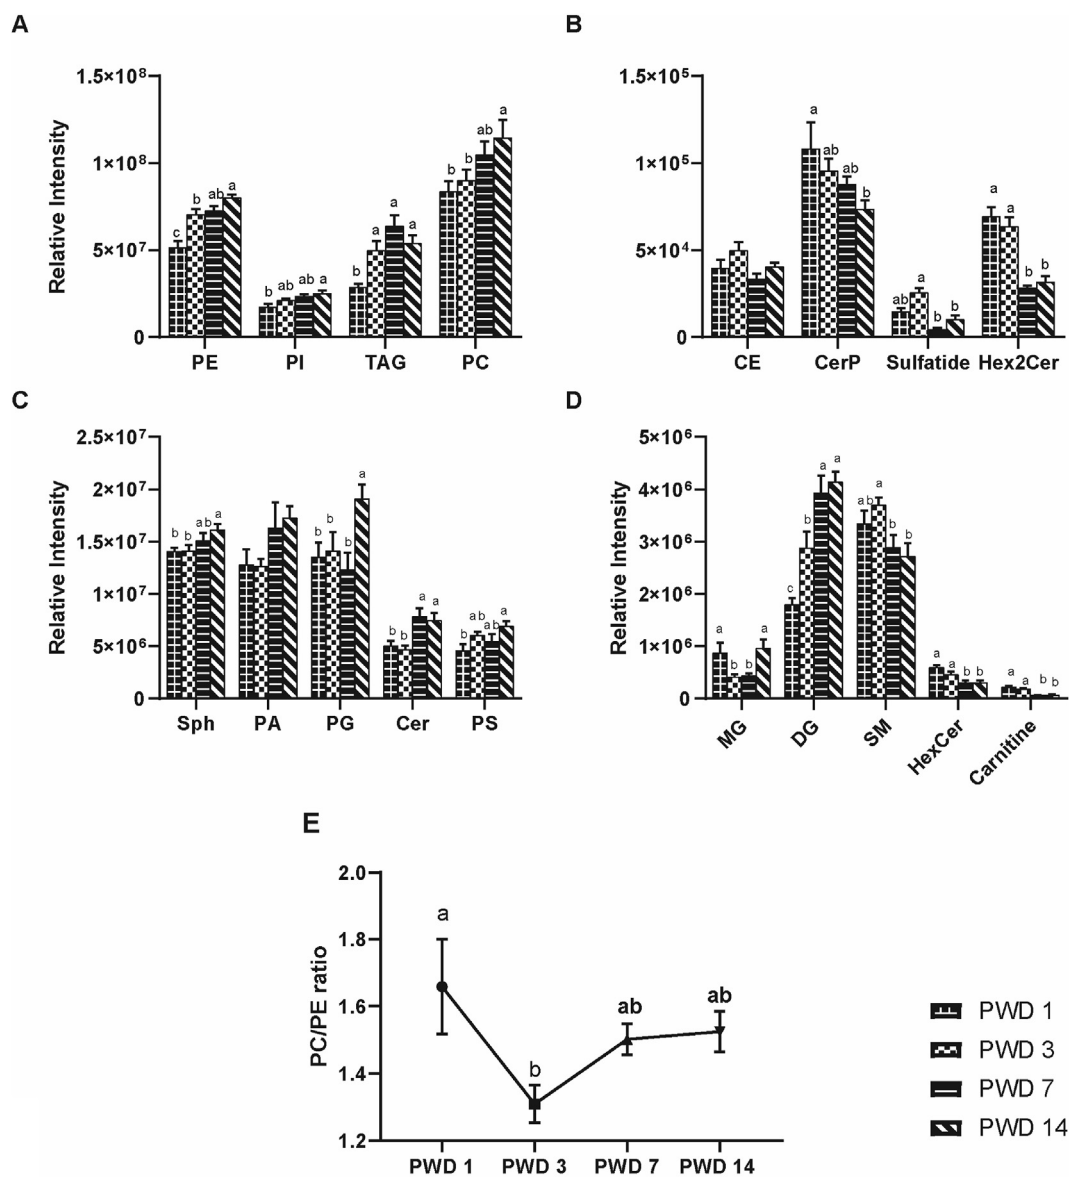 A
Relative Intensity
1.5×10⁸
1×10⁸
5×10⁷
0
c b ab a
b ab ab a
b a a a
b b ab a
PE PI TAG PC
B
1.5×10⁵
1×10⁵
5×10⁴
0
a ab ab b
ab a b b
a a b b
CE CerP Sulfatide Hex2Cer
C
Relative Intensity
2.5×10⁷
2×10⁷
1.5×10⁷
1×10⁷
5×10⁶
0
b b ab a
b b b a
b b a a
b ab ab a
Sph PA PG Cer PS
D
Relative Intensity
5×10⁶
4×10⁶
3×10⁶
2×10⁶
1×10⁶
0
a b b a
c b a a
ab a b b
a a b b
a a b b
MG DG SM HexCer Carnitine
E
PC/PE ratio
2.0
1.8
1.6
1.4
1.2
a b ab ab
PWD 1 PWD 3 PWD 7 PWD 14
PWD 1
PWD 3
PWD 7
PWD 14